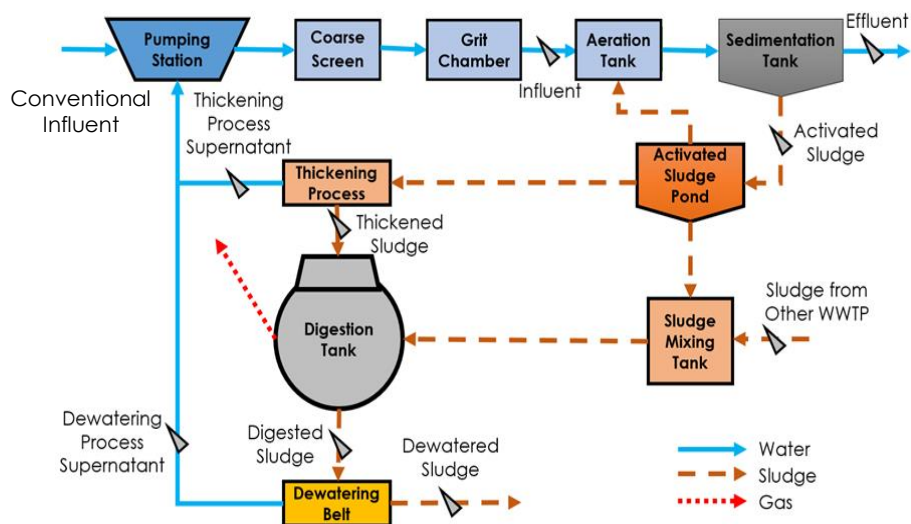 Pumping
Station
Coarse
Screen
Grit
Chamber
Aeration
Tank
Sedimentation
Tank
Effluent
Influent
Conventional
Influent
Thickening
Process
Supernatant
Activated
Sludge
Thickening
Process
Activated
Sludge
Pond
Thickened
Sludge
Digestion
Tank
Sludge
Mixing
Tank
Sludge from
Other WWTP
Dewatering
Process
Supernatant
Digested
Sludge
Dewatered
Sludge
Dewatering
Belt
Water
Sludge
Gas